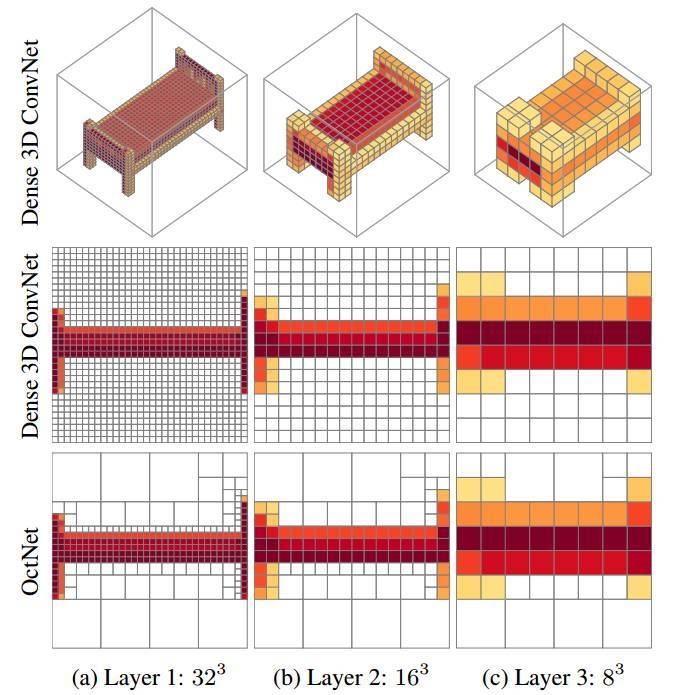 Dense 3D ConvNet
Dense 3D ConvNet
OctNet
(a) Layer 1: 32³
(b) Layer 2: 16³
(c) Layer 3: 8³